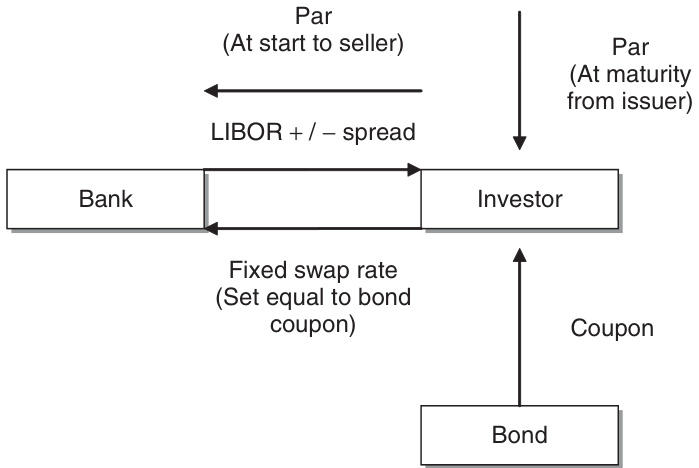 Par
(At start to seller)
Par
(At maturity
from issuer)
LIBOR + / − spread
Bank
Investor
Fixed swap rate
(Set equal to bond
coupon)
Coupon
Bond